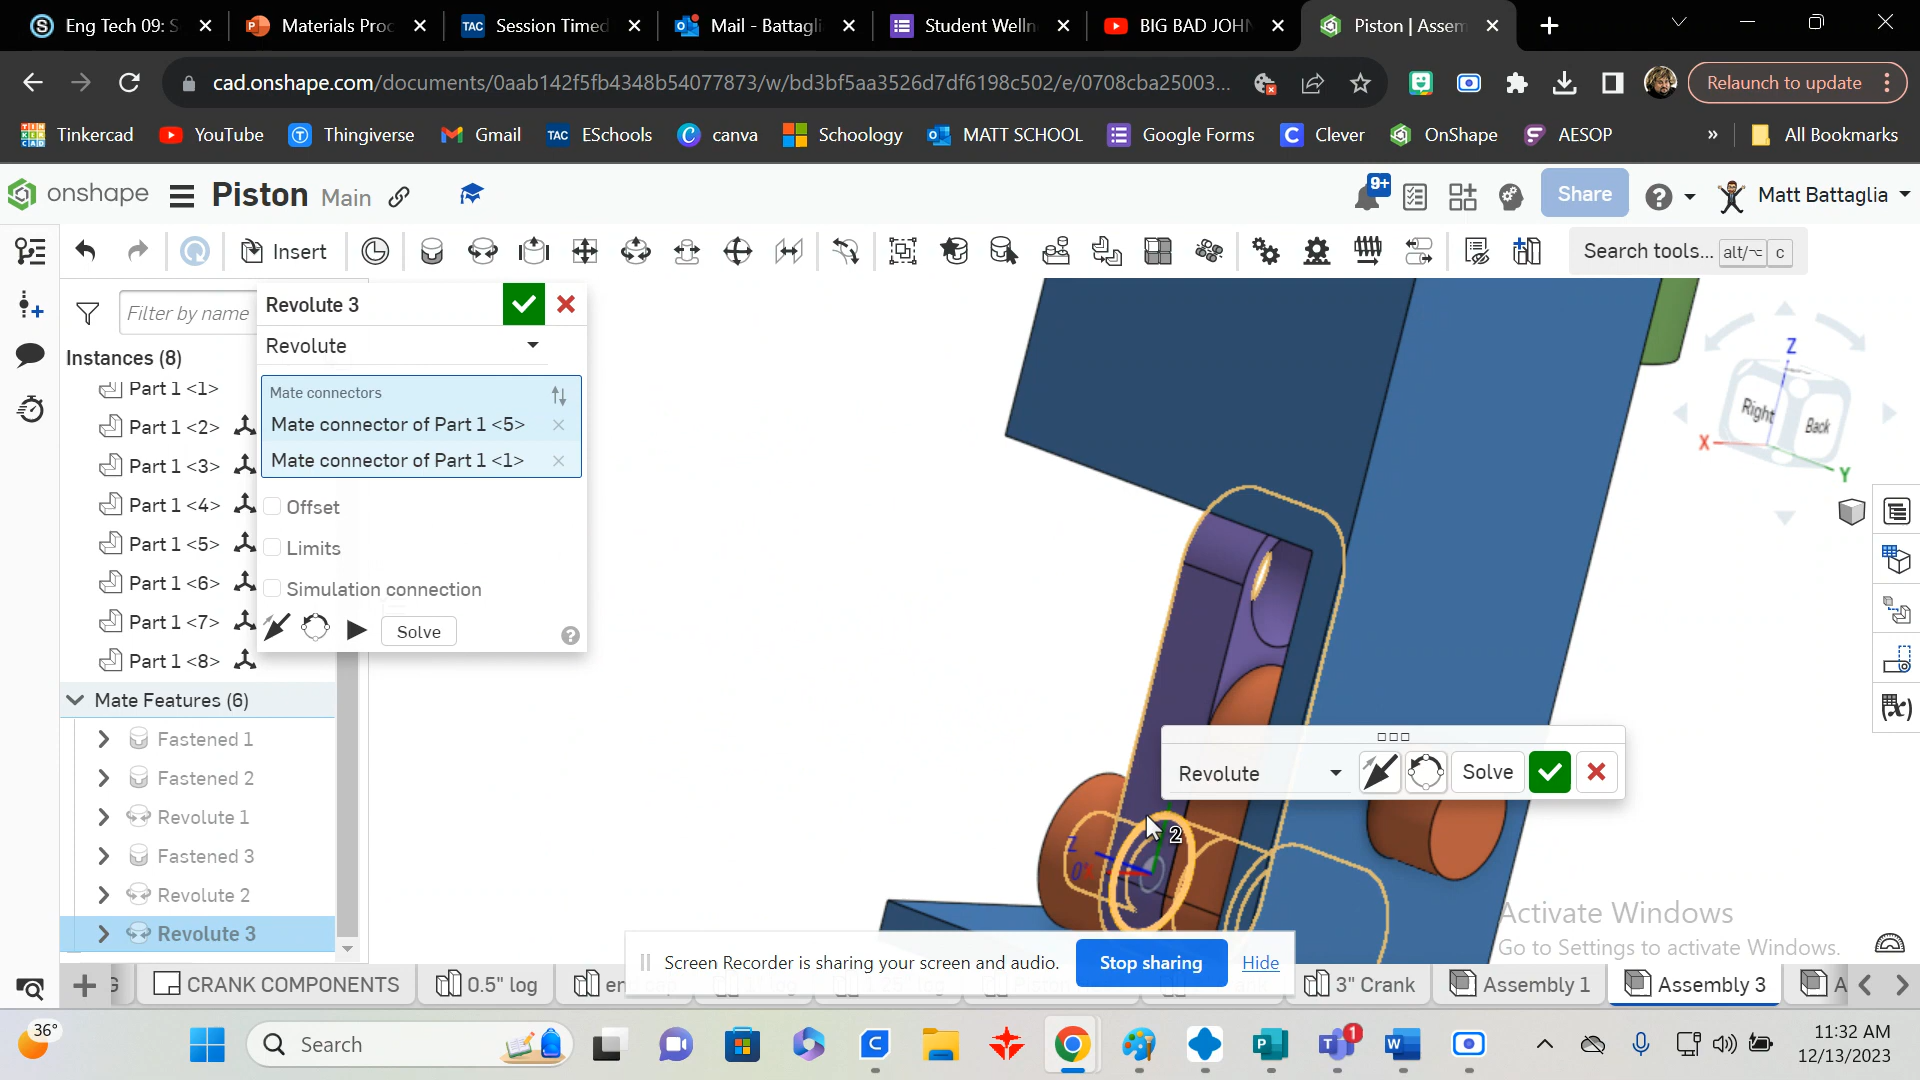 Eng Tech 09: S
Materials Proc
Session Timed
Mail - Battagli
Student Welln
BIG BAD JOHN
Piston | Assem
cad.onshape.com/documents/0aab142f5fb4348b54077873/w/bd3bf5aa3526d7df6198c502/e/0708cba25003...
Relaunch to update
Tinkercad
YouTube
Thingiverse
Gmail
TAC ESchools
canva
Schoology
MATT SCHOOL
Google Forms
Clever
OnShape
AESOP
»
All Bookmarks
onshape
Piston Main
9+
Share
Matt Battaglia
Insert
Search tools... alt/⌥ c
Filter by name
Revolute 3
Revolute
Instances (8)
Part 1 <1>
Part 1 <2>
Part 1 <3>
Part 1 <4>
Part 1 <5>
Part 1 <6>
Part 1 <7>
Part 1 <8>
Mate connectors
Mate connector of Part 1 <5>
Mate connector of Part 1 <1>
Offset
Limits
Simulation connection
Solve
Mate Features (6)
Fastened 1
Fastened 2
Revolute 1
Fastened 3
Revolute 2
Revolute 3
Z
Right
Back
X
Y
Revolute
Solve
2
Z
0°
Activate Windows
Go to Settings to activate Windows.
Screen Recorder is sharing your screen and audio.
Stop sharing
Hide
CRANK COMPONENTS
0.5" log
3" Crank
Assembly 1
Assembly 3
A
36°
Search
1
11:32 AM
12/13/2023